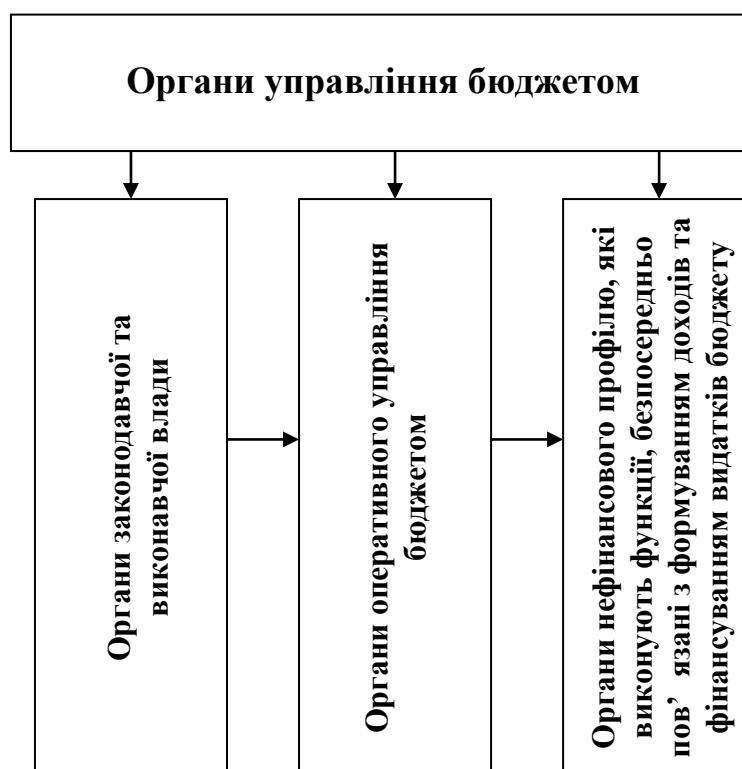 Органи управління бюджетом
Органи законодавчої та
виконавчої влади
Органи оперативного управління
бюджетом
Органи нефінансового профілю, які
виконують функції, безпосередньо
пов’ язані з формуванням доходів та
фінансуванням видатків бюджету